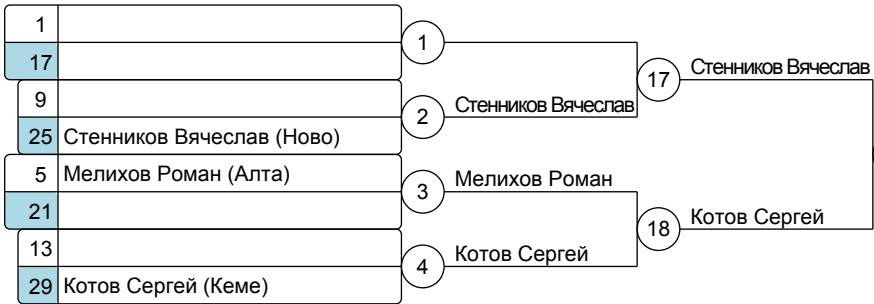 1
17
1
9
25 Стенников Вячеслав (Ново)
2
Стенников Вячеслав
17
Стенников Вячеслав
5 Мелихов Роман (Алта)
21
3
Мелихов Роман
13
29 Котов Сергей (Кеме)
4
Котов Сергей
18
Котов Сергей